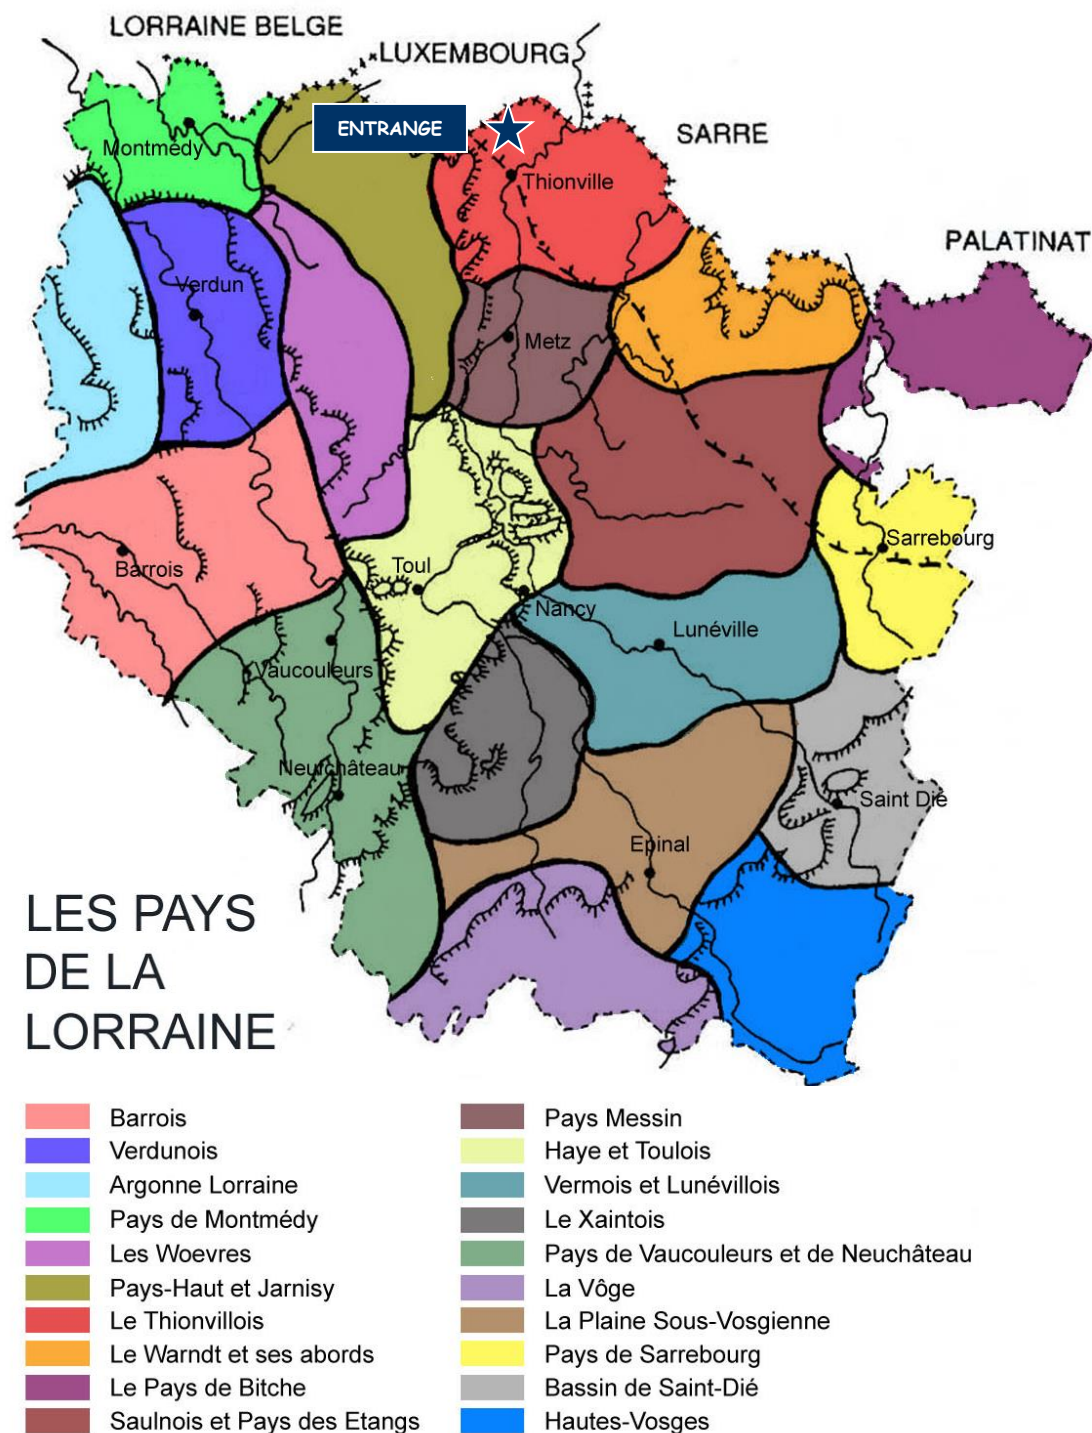 LORRAINE BELGE
LUXEMBOURG
ENTRANGE
SARRE
Montmédy
Thionville
PALATINAT
Verdun
Metz
Sarrebourg
Barrois
Toul
Nancy
Lunéville
Vaucouleurs
Neufchâteau
Saint Dié
Epinal
LES PAYS
DE LA
LORRAINE
Barrois
Verdunois
Argonne Lorraine
Pays de Montmédy
Les Woevres
Pays-Haut et Jarnisy
Le Thionvillois
Le Warndt et ses abords
Le Pays de Bitche
Saulnois et Pays des Etangs
Pays Messin
Haye et Toulois
Vermois et Lunévillois
Le Xaintois
Pays de Vaucouleurs et de Neuchâteau
La Vôge
La Plaine Sous-Vosgienne
Pays de Sarrebourg
Bassin de Saint-Dié
Hautes-Vosges